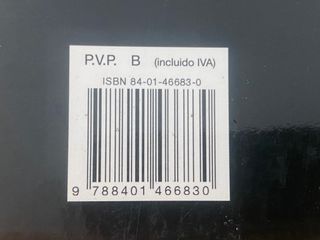 P.V.P. B (incluido IVA)
ISBN 84-01-46683-0
9 788401 466830